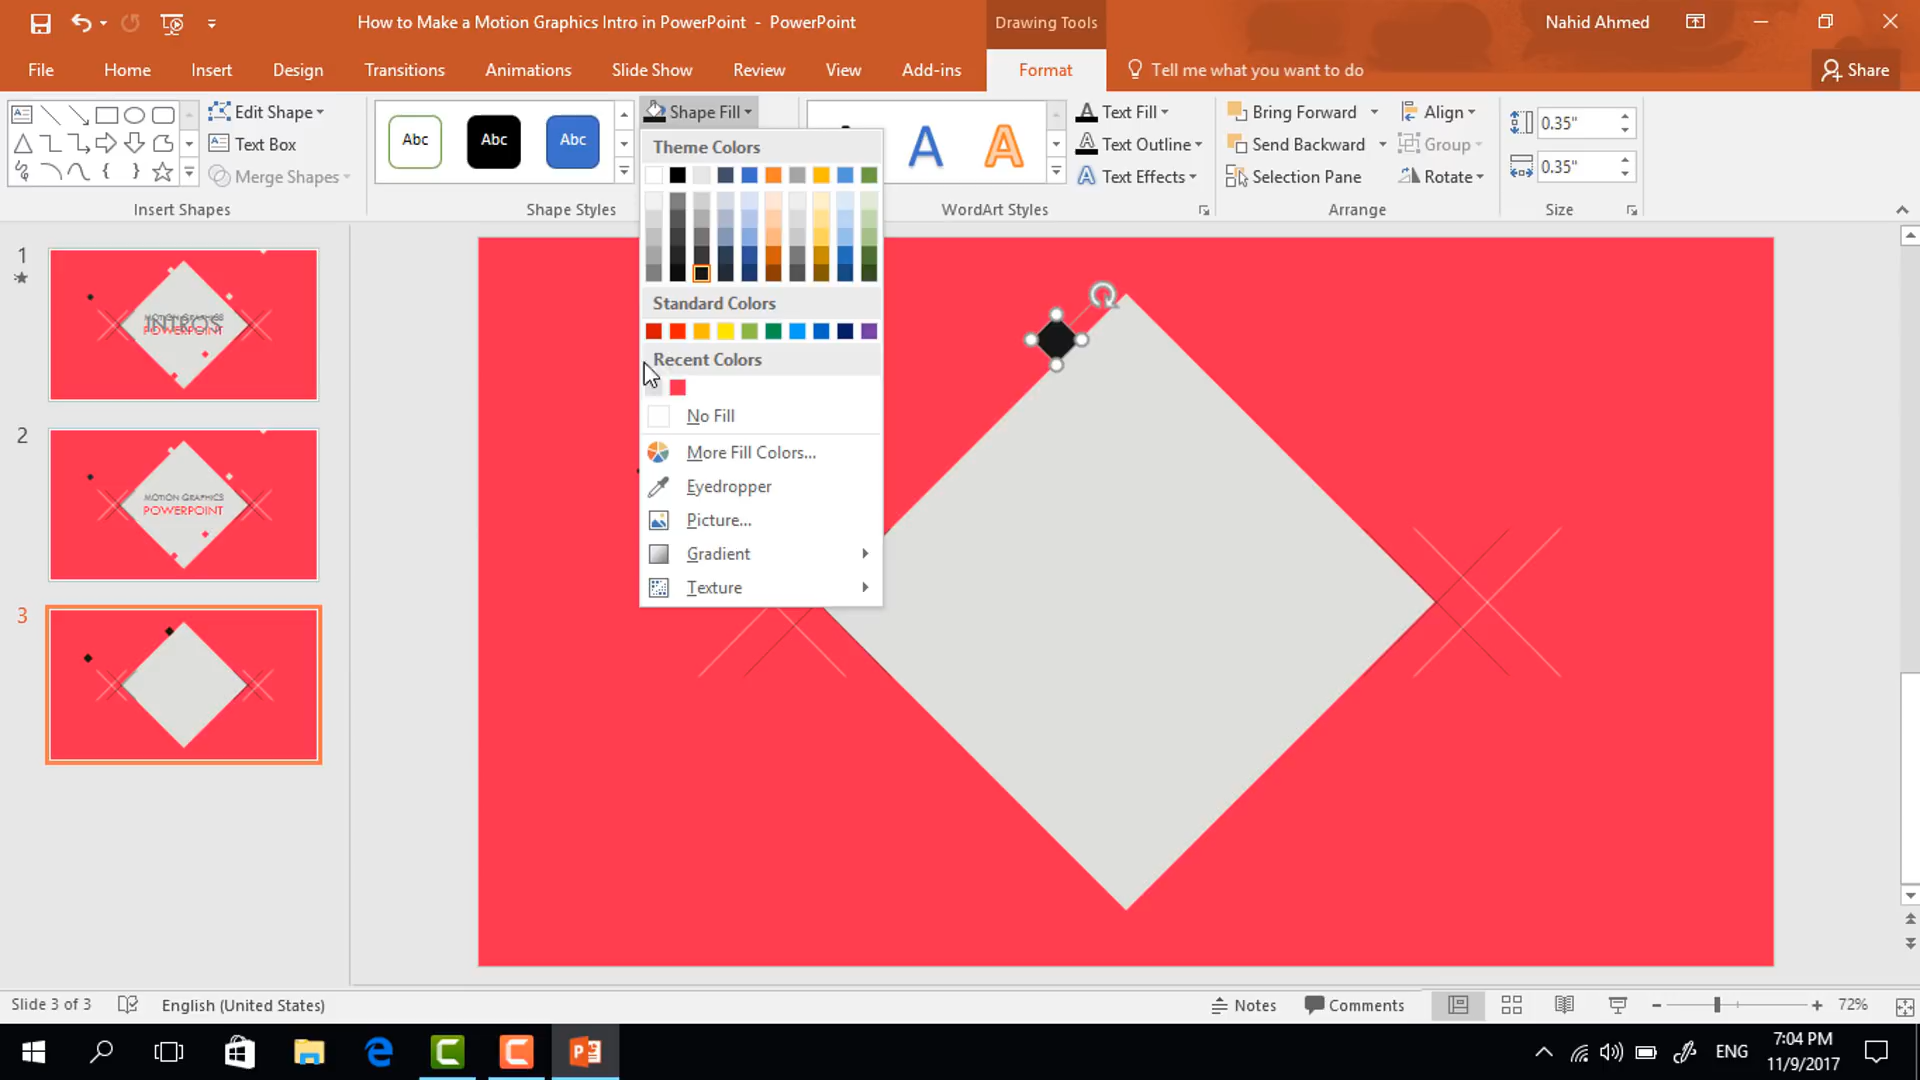 How to Make a Motion Graphics Intro in PowerPoint - PowerPoint
Drawing Tools
Nahid Ahmed
File Home Insert Design Transitions Animations Slide Show Review View Add-ins Format Tell me what you want to do Share
Edit Shape
Text Box
Merge Shapes
Insert Shapes
Abc Abc Abc
Shape Styles
Shape Fill
A A
WordArt Styles
Text Fill
Text Outline
Text Effects
Bring Forward
Send Backward
Selection Pane
Align
Group
Rotate
Arrange
0.35"
0.35"
Size
Theme Colors
Standard Colors
Recent Colors
No Fill
More Fill Colors...
Eyedropper
Picture...
Gradient
Texture
1
INTROS
MOTION GRAPHICS
POWERPOINT
2
MOTION GRAPHICS
POWERPOINT
3
Slide 3 of 3
English (United States)
Notes
Comments
72%
ENG
7:04 PM
11/9/2017